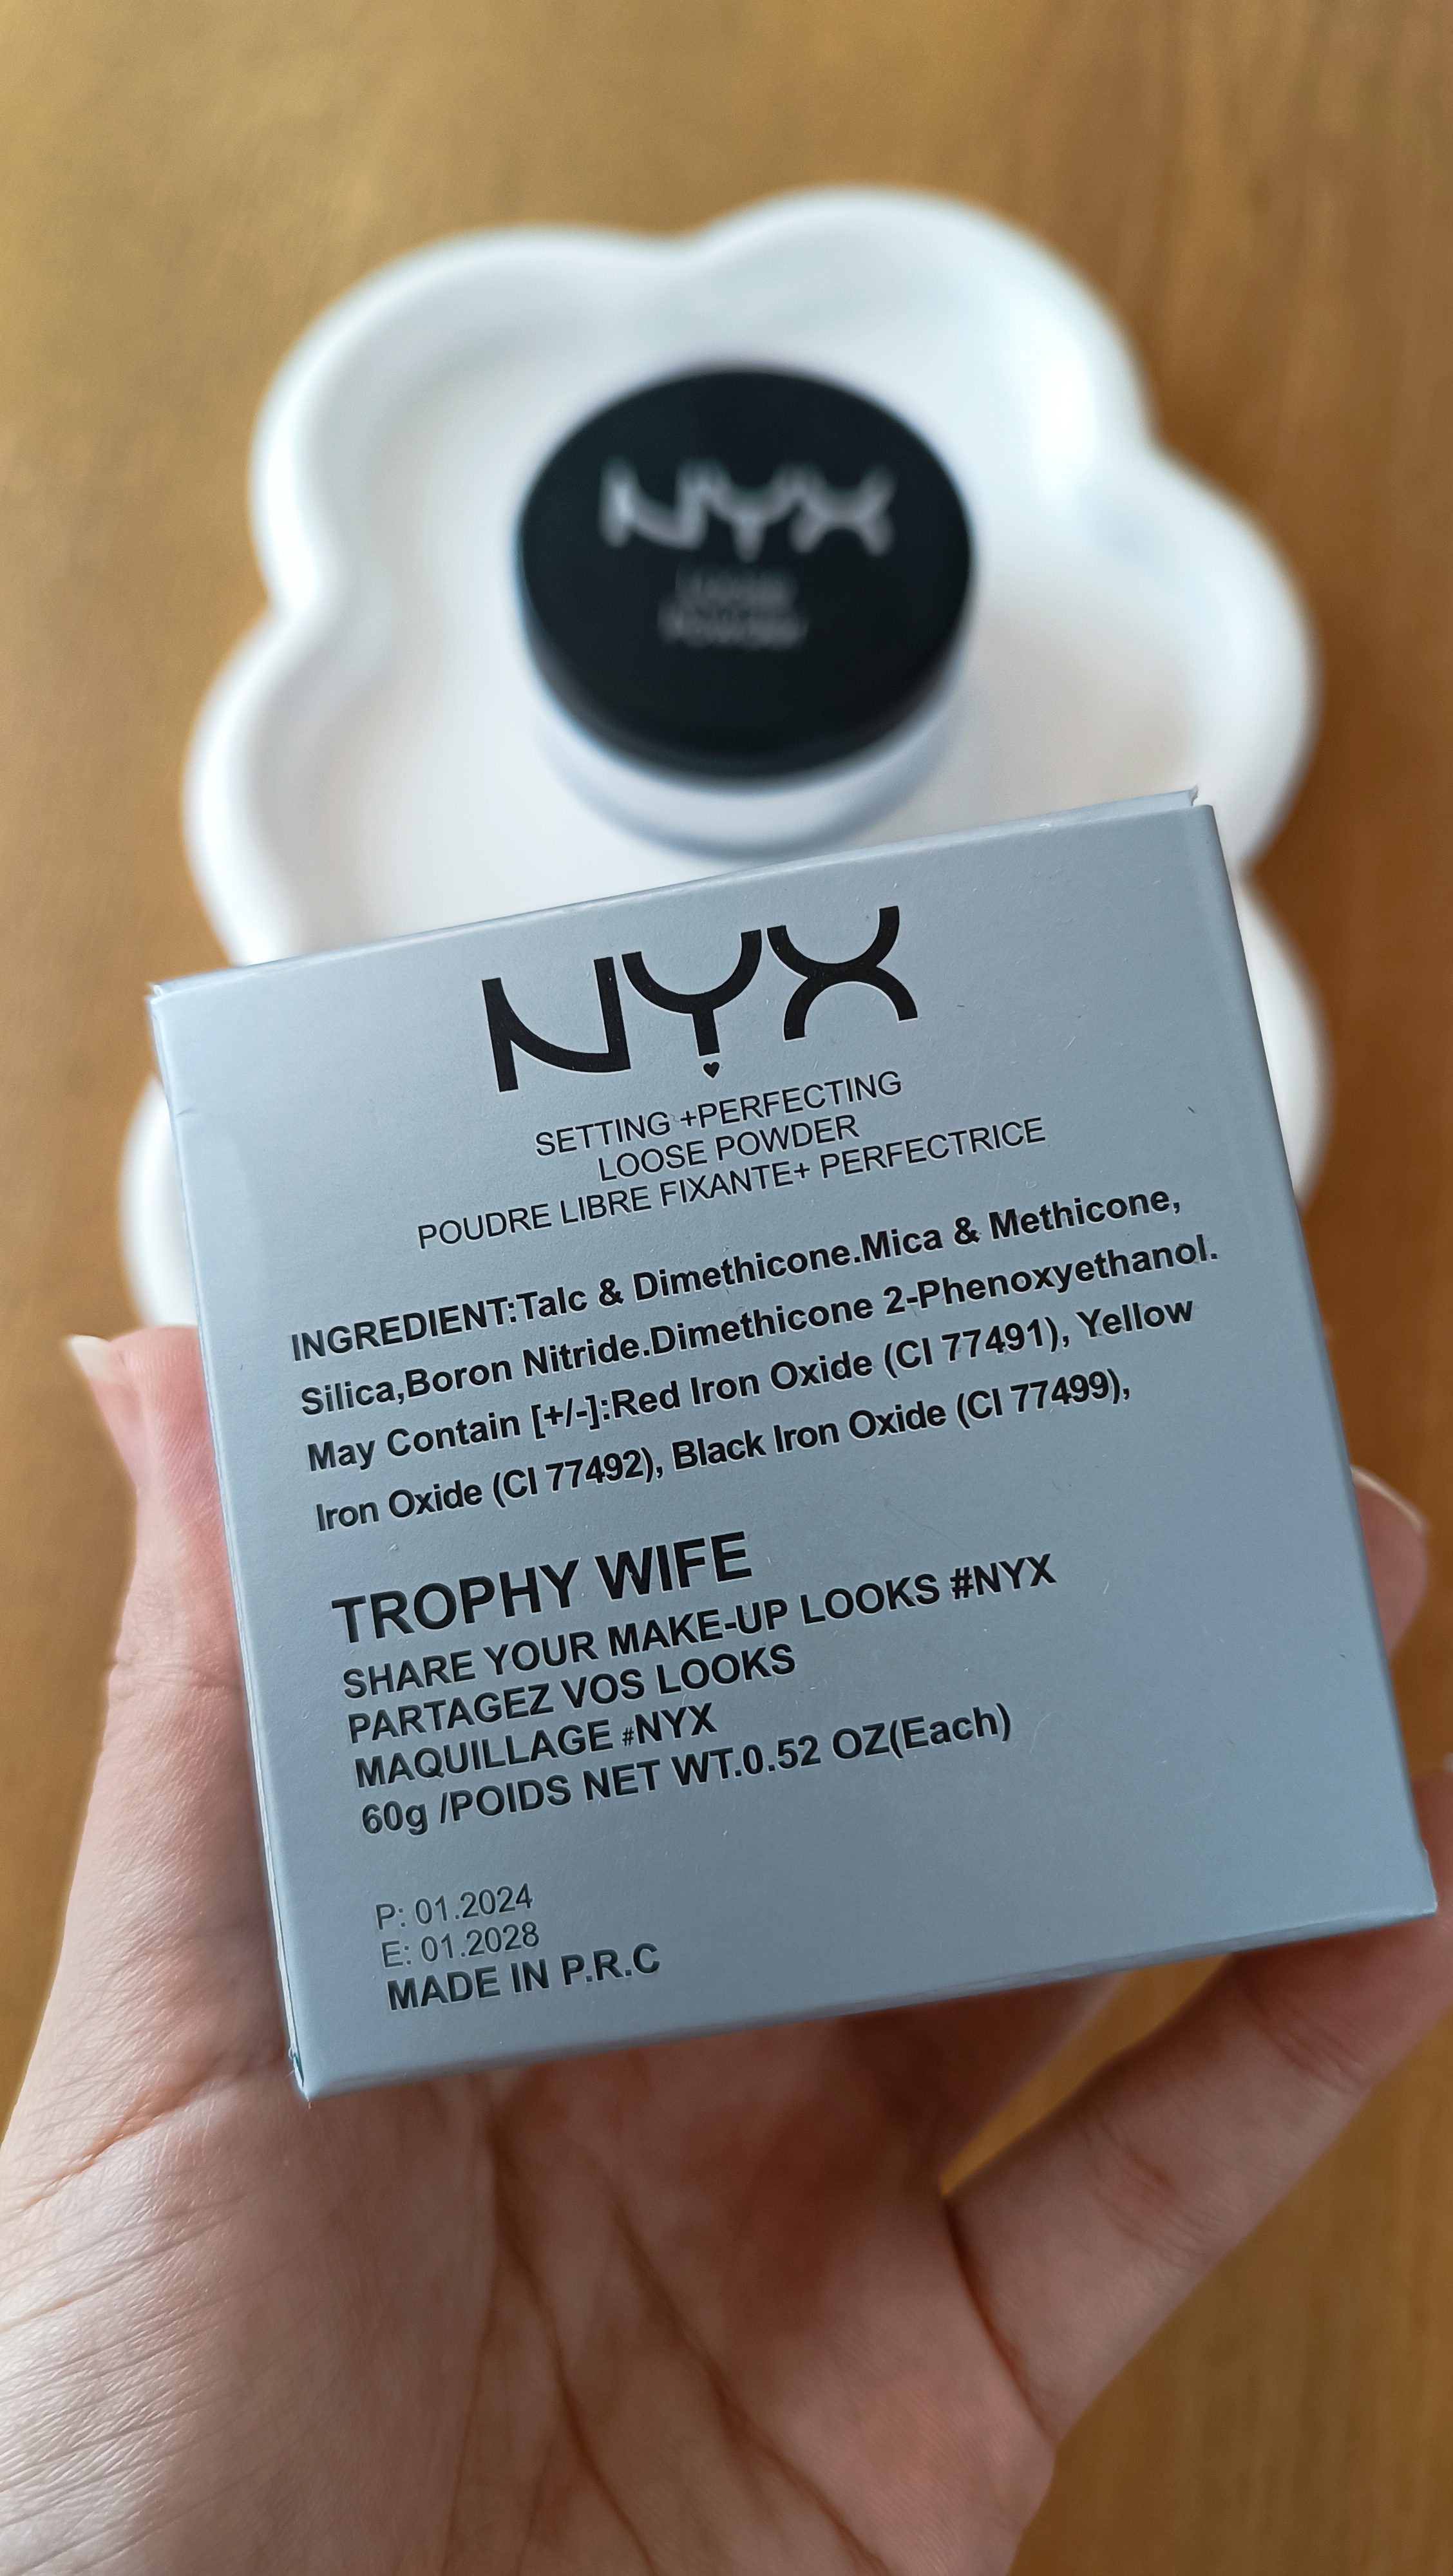 NYX
LOOSE
POWDER
NYX
SETTING +PERFECTING
LOOSE POWDER
POUDRE LIBRE FIXANTE+ PERFECTRICE
INGREDIENT:Talc & Dimethicone.Mica & Methicone,
Silica,Boron Nitride.Dimethicone 2-Phenoxyethanol.
May Contain [+/-]:Red Iron Oxide (CI 77491), Yellow
Iron Oxide (CI 77492), Black Iron Oxide (CI 77499),
TROPHY WIFE
SHARE YOUR MAKE-UP LOOKS #NYX
PARTAGEZ VOS LOOKS
MAQUILLAGE #NYX
60g /POIDS NET WT.0.52 OZ(Each)
P: 01.2024
E: 01.2028
MADE IN P.R.C